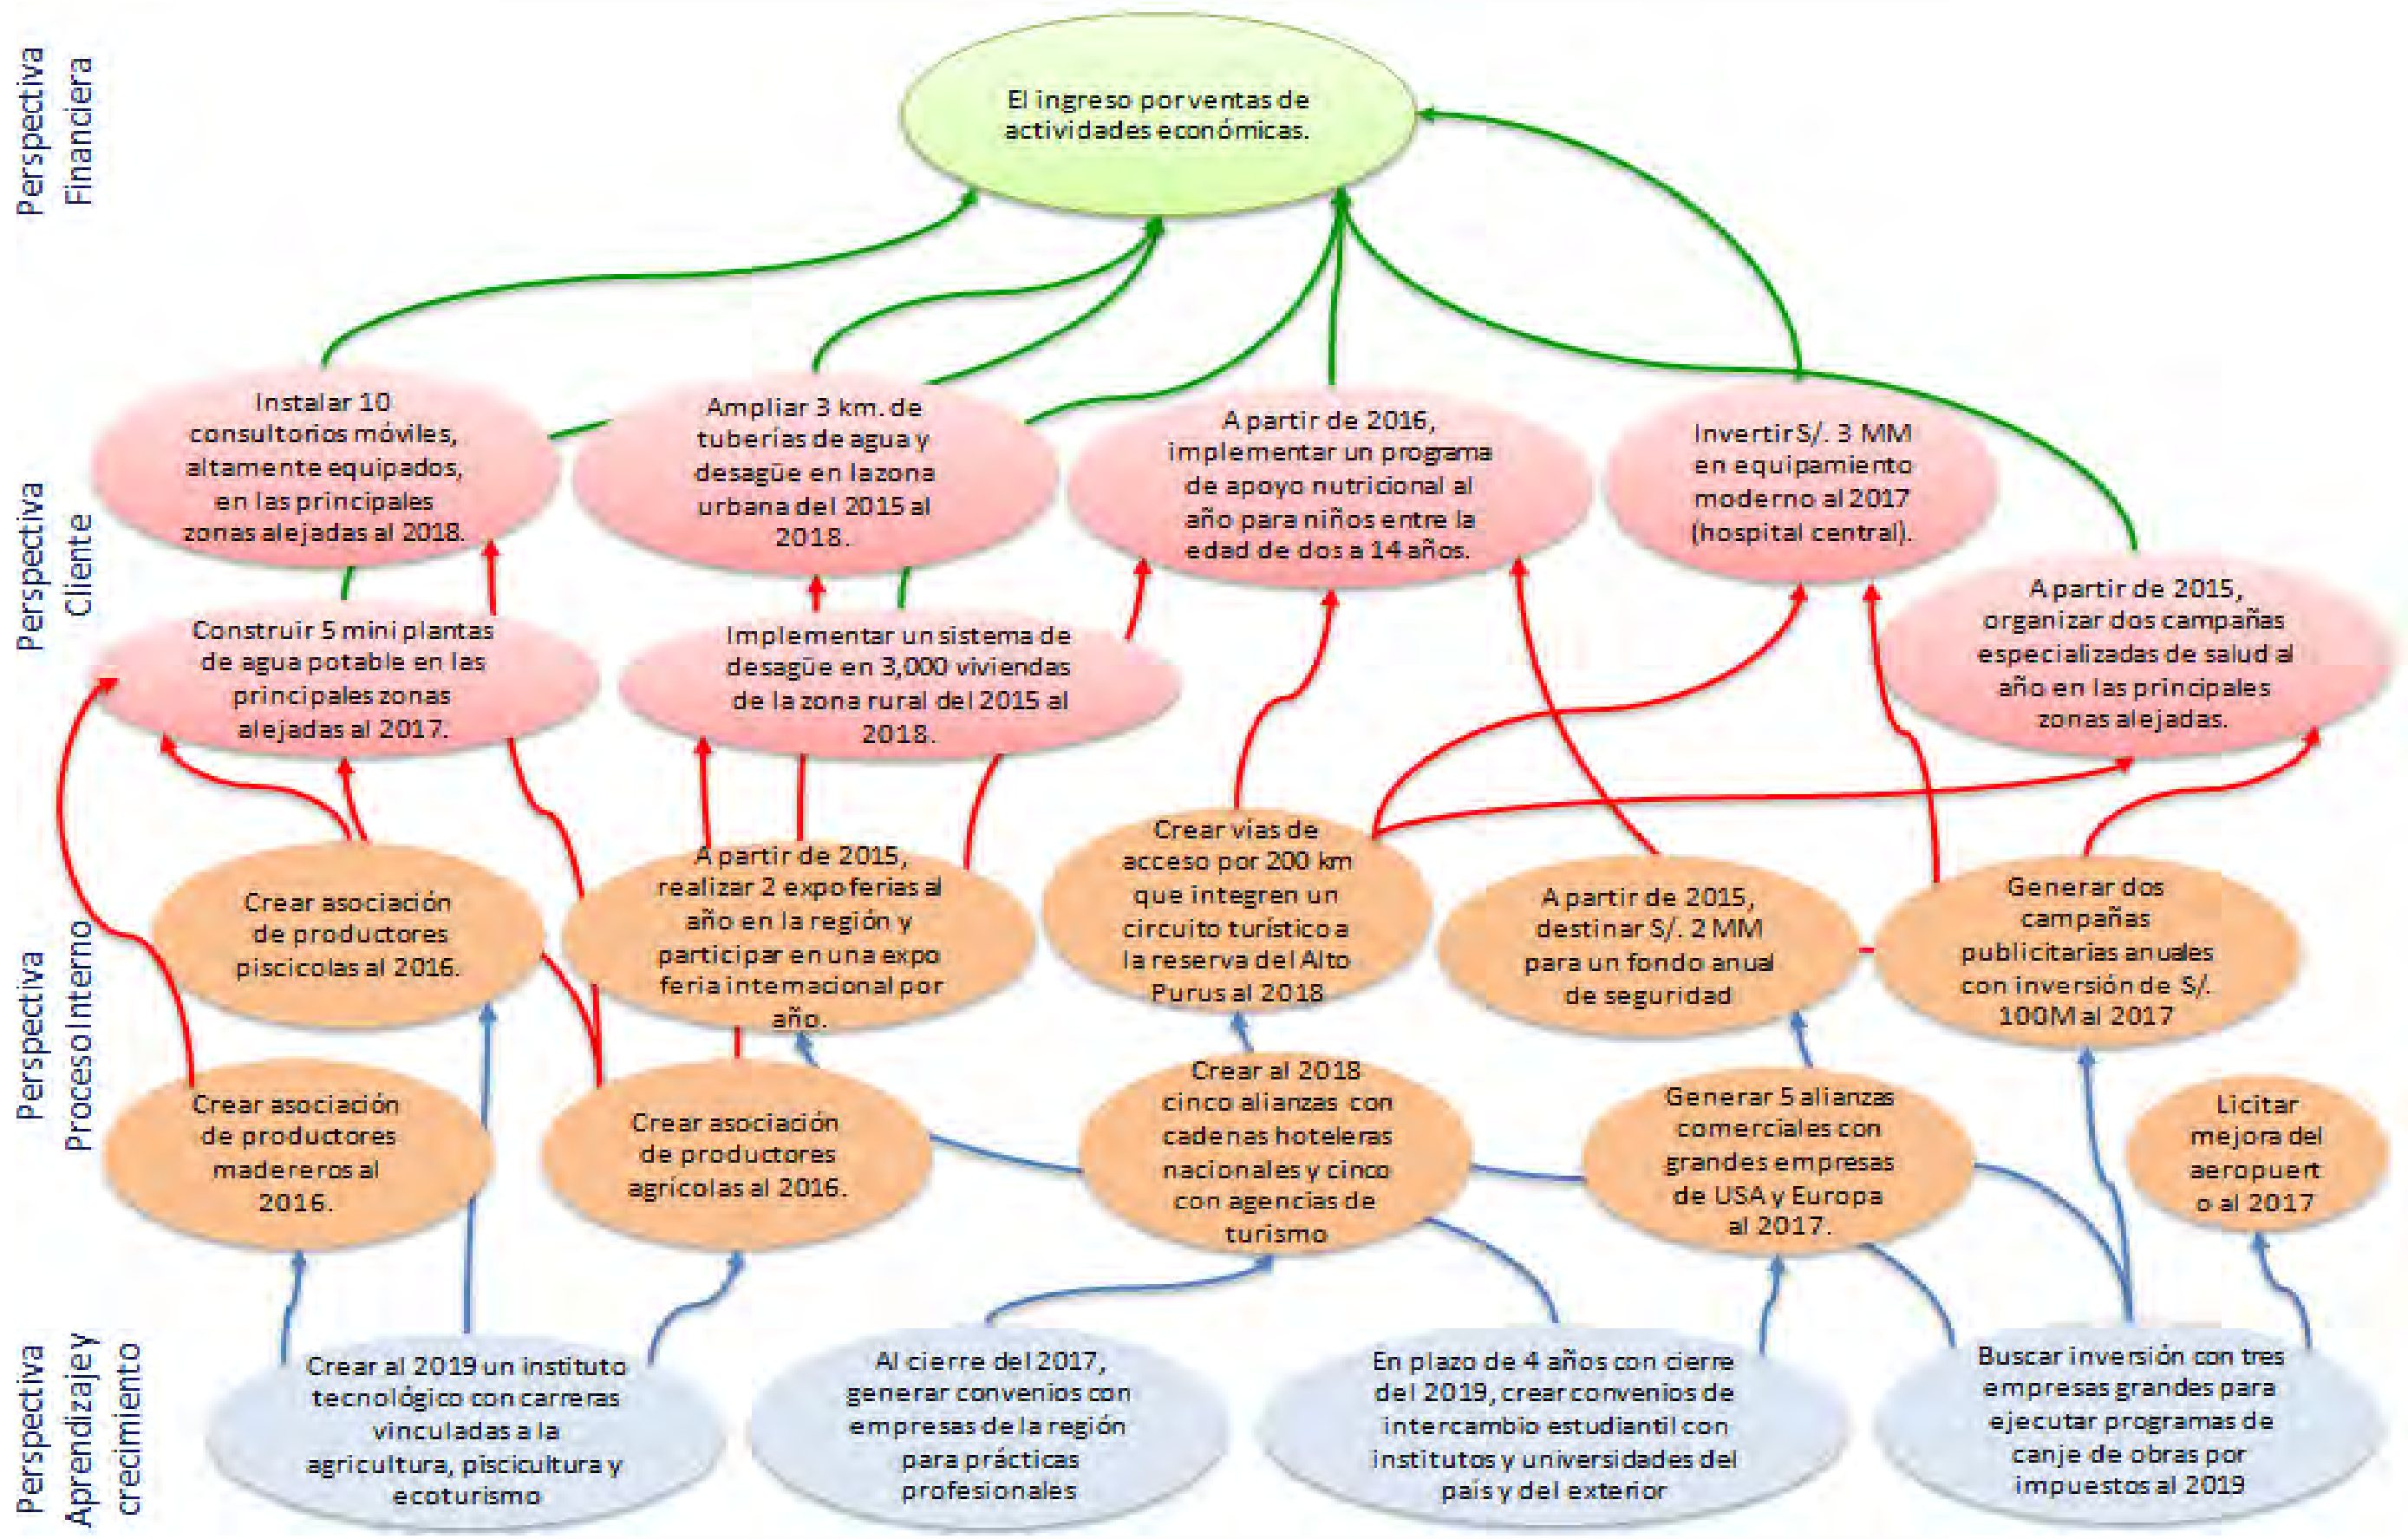 Perspectiva
Financiera
El ingreso por ventas de
actividades económicas.
Perspectiva
Cliente
Instalar 10
consultorios móviles,
altamente equipados,
en las principales
zonas alejadas al 2018.
Ampliar 3 km. de
tuberías de agua y
desagüe en la zona
urbana del 2015 al
2018.
A partir de 2016,
implementar un programa
de apoyo nutricional al
año para niños entre la
edad de dos a 14 años.
Invertir S/. 3 MM
en equipamiento
moderno al 2017
(hospital central).
A partir de 2015,
organizar dos campañas
especializadas de salud al
año en las principales
zonas alejadas.
Construir 5 mini plantas
de agua potable en las
principales zonas
alejadas al 2017.
Implementar un sistema de
desagüe en 3,000 viviendas
de la zona rural del 2015 al
2018.
Perspectiva
Proceso Interno
Crear asociación
de productores
piscicolas al 2016.
A partir de 2015,
realizar 2 expoferias al
año en la región y
participar en una expo
feria internacional por
año.
Crear vías de
acceso por 200 km
que integren un
circuito turístico a
la reserva del Alto
Purus al 2018
A partir de 2015,
destinar S/. 2 MM
para un fondo anual
de seguridad
Generar dos
campañas
publicitarias anuales
con inversión de S/.
100M al 2017
Crear asociación
de productores
madereros al
2016.
Crear asociación
de productores
agrícolas al 2016.
Crear al 2018
cinco alianzas con
cadenas hoteleras
nacionales y cinco
con agencias de
turismo
Generar 5 alianzas
comerciales con
grandes empresas
de USA y Europa
al 2017.
Licitar
mejora del
aeropuert
o al 2017
Perspectiva
Aprendizaje y
crecimiento
Crear al 2019 un instituto
tecnológico con carreras
vinculadas a la
agricultura, piscicultura y
ecoturismo
Al cierre del 2017,
generar convenios con
empresas de la región
para prácticas
profesionales
En plazo de 4 años con cierre
del 2019, crear convenios de
intercambio estudiantil con
institutos y universidades del
país y del exterior
Buscar inversión con tres
empresas grandes para
ejecutar programas de
canje de obras por
impuestos al 2019